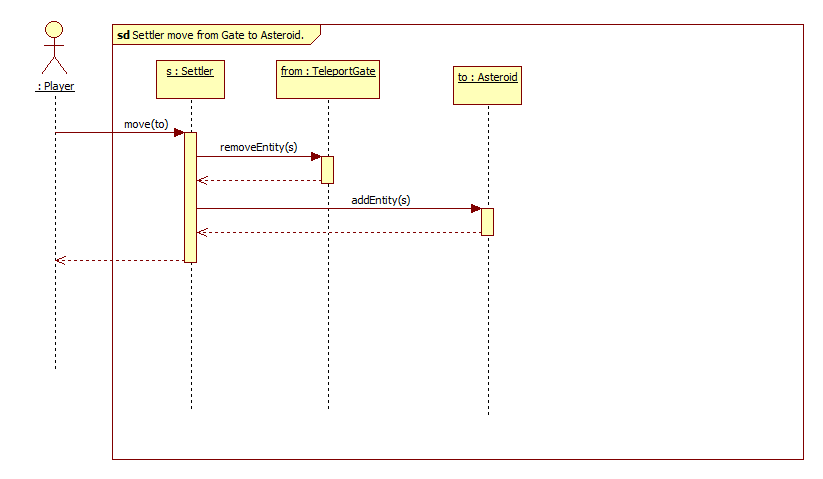 sd Settler move from Gate to Asteroid.
: Player
s : Settler
from : TeleportGate
to : Asteroid
move(to)
removeEntity(s)
addEntity(s)